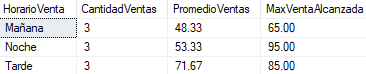 HorarioVenta CantidadVentas PromedioVentas MaxVentaAlcanzada
Mañana 3 48.33 65.00
Noche 3 53.33 95.00
Tarde 3 71.67 85.00